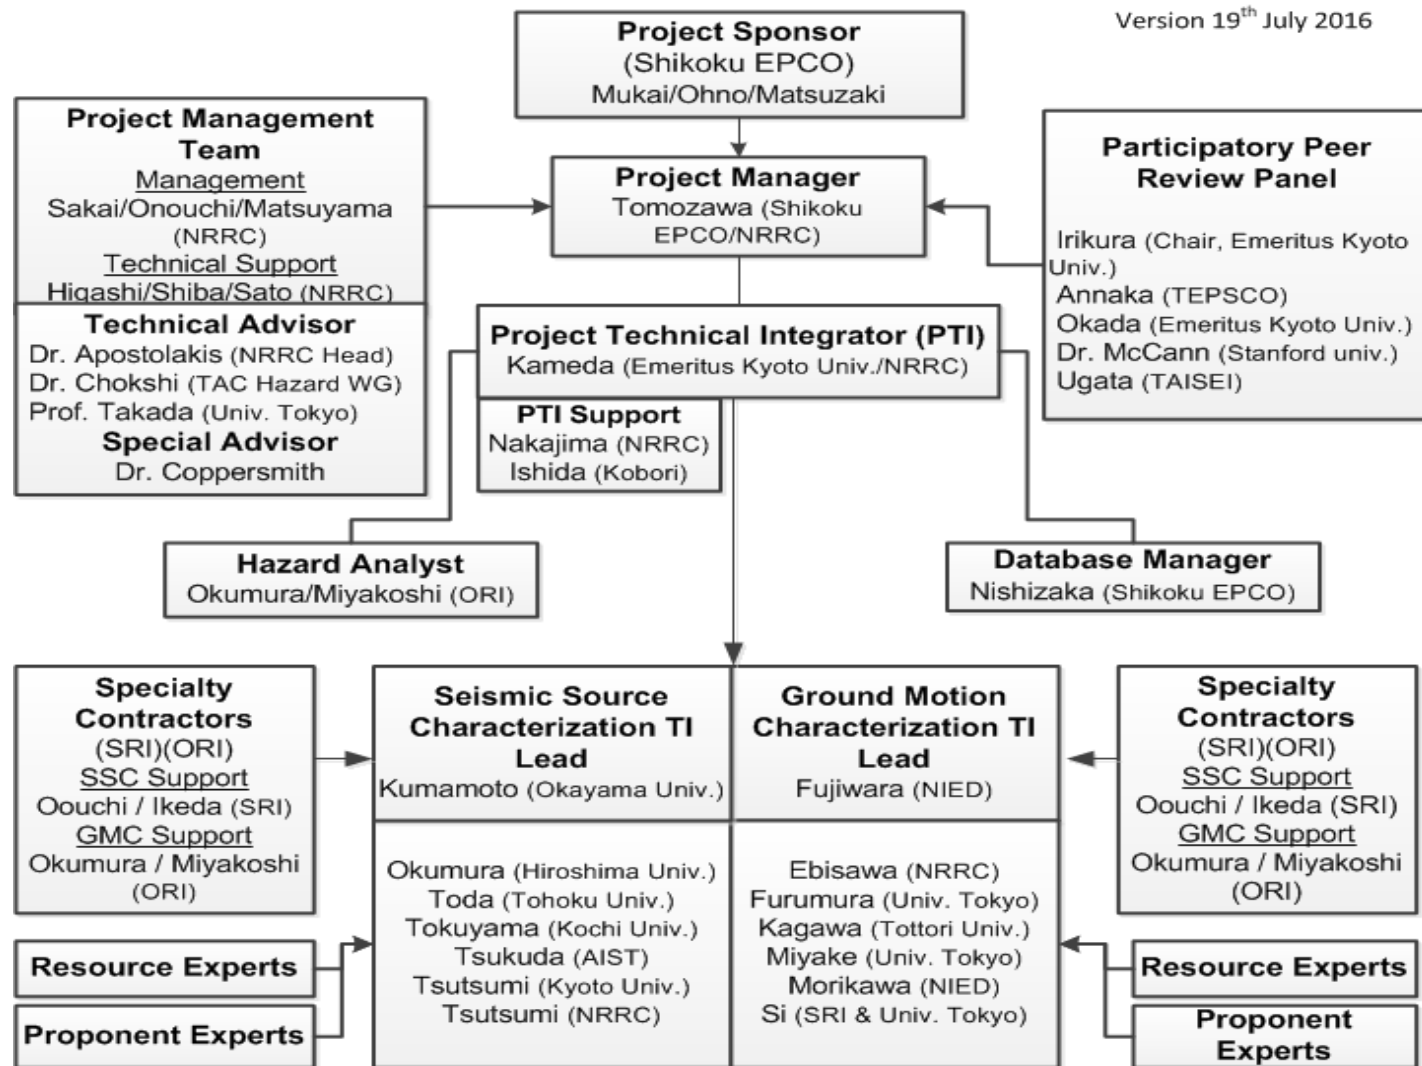 Version 19th July 2016
Project Sponsor
(Shikoku EPCO)
Mukai/Ohno/Matsuzaki
Project Management
Team
Management
Sakai/Onouchi/Matsuyama
(NRRC)
Technical Support
Higashi/Shiba/Sato (NRRC)
Technical Advisor
Dr. Apostolakis (NRRC Head)
Dr. Chokshi (TAC Hazard WG)
Prof. Takada (Univ. Tokyo)
Special Advisor
Dr. Coppersmith
Project Manager
Tomozawa (Shikoku
EPCO/NRRC)
Participatory Peer
Review Panel
Irikura (Chair, Emeritus Kyoto
Univ.)
Annaka (TEPSCO)
Okada (Emeritus Kyoto Univ.)
Dr. McCann (Stanford univ.)
Ugata (TAISEI)
Project Technical Integrator (PTI)
Kameda (Emeritus Kyoto Univ./NRRC)
PTI Support
Nakajima (NRRC)
Ishida (Kobori)
Hazard Analyst
Okumura/Miyakoshi (ORI)
Database Manager
Nishizaka (Shikoku EPCO)
Specialty
Contractors
(SRI)(ORI)
SSC Support
Oouchi / Ikeda (SRI)
GMC Support
Okumura / Miyakoshi
(ORI)
Resource Experts
Proponent Experts
Seismic Source
Characterization TI
Lead
Kumamoto (Okayama Univ.)
Okumura (Hiroshima Univ.)
Toda (Tohoku Univ.)
Tokuyama (Kochi Univ.)
Tsukuda (AIST)
Tsutsumi (Kyoto Univ.)
Tsutsumi (NRRC)
Ground Motion
Characterization TI
Lead
Fujiwara (NIED)
Ebisawa (NRRC)
Furumura (Univ. Tokyo)
Kagawa (Tottori Univ.)
Miyake (Univ. Tokyo)
Morikawa (NIED)
Si (SRI & Univ. Tokyo)
Specialty
Contractors
(SRI)(ORI)
SSC Support
Oouchi / Ikeda (SRI)
GMC Support
Okumura / Miyakoshi
(ORI)
Resource Experts
Proponent
Experts